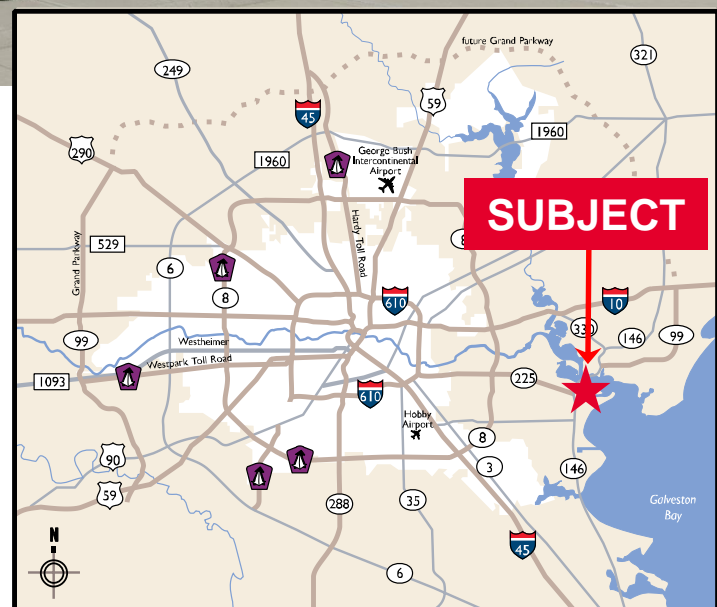 future Grand Parkway
321
249
59
45
290
1960
1960
George Bush
Intercontinental
Airport
SUBJECT
Hardy Toll Road
Grand Parkway
529
6
8
8
610
10
330
146
99
99
Westheimer
Westpark Toll Road
1093
225
610
Hobby
Airport
8
3
90
59
146
288
35
Galveston
Bay
N
45
6